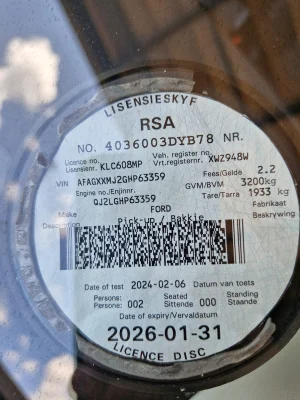 LISENSIESKYF
RSA
NO. 4036003DYB78 NR.
Licence no./Lisensienr. KLC608MP Veh. register no./Vrt.registernr. XWZ948W
VIN AFAGXXMJ2GHP63359 Fees/Gelde 2.2
Engine no/Enjinnr. QJ2LGHP63359 GVM/BVM 3200kg
Tare/Tarra 1933 kg
Make FORD Fabrikaat
Description Pick-up / Bakkie Beskrywing
Date of test 2024-02-06 Datum van toets
Persons: Persone: 002 Seated Sittende 000 Standing Staande
Date of expiry/Vervaldatum
2026-01-31
LICENCE DISC